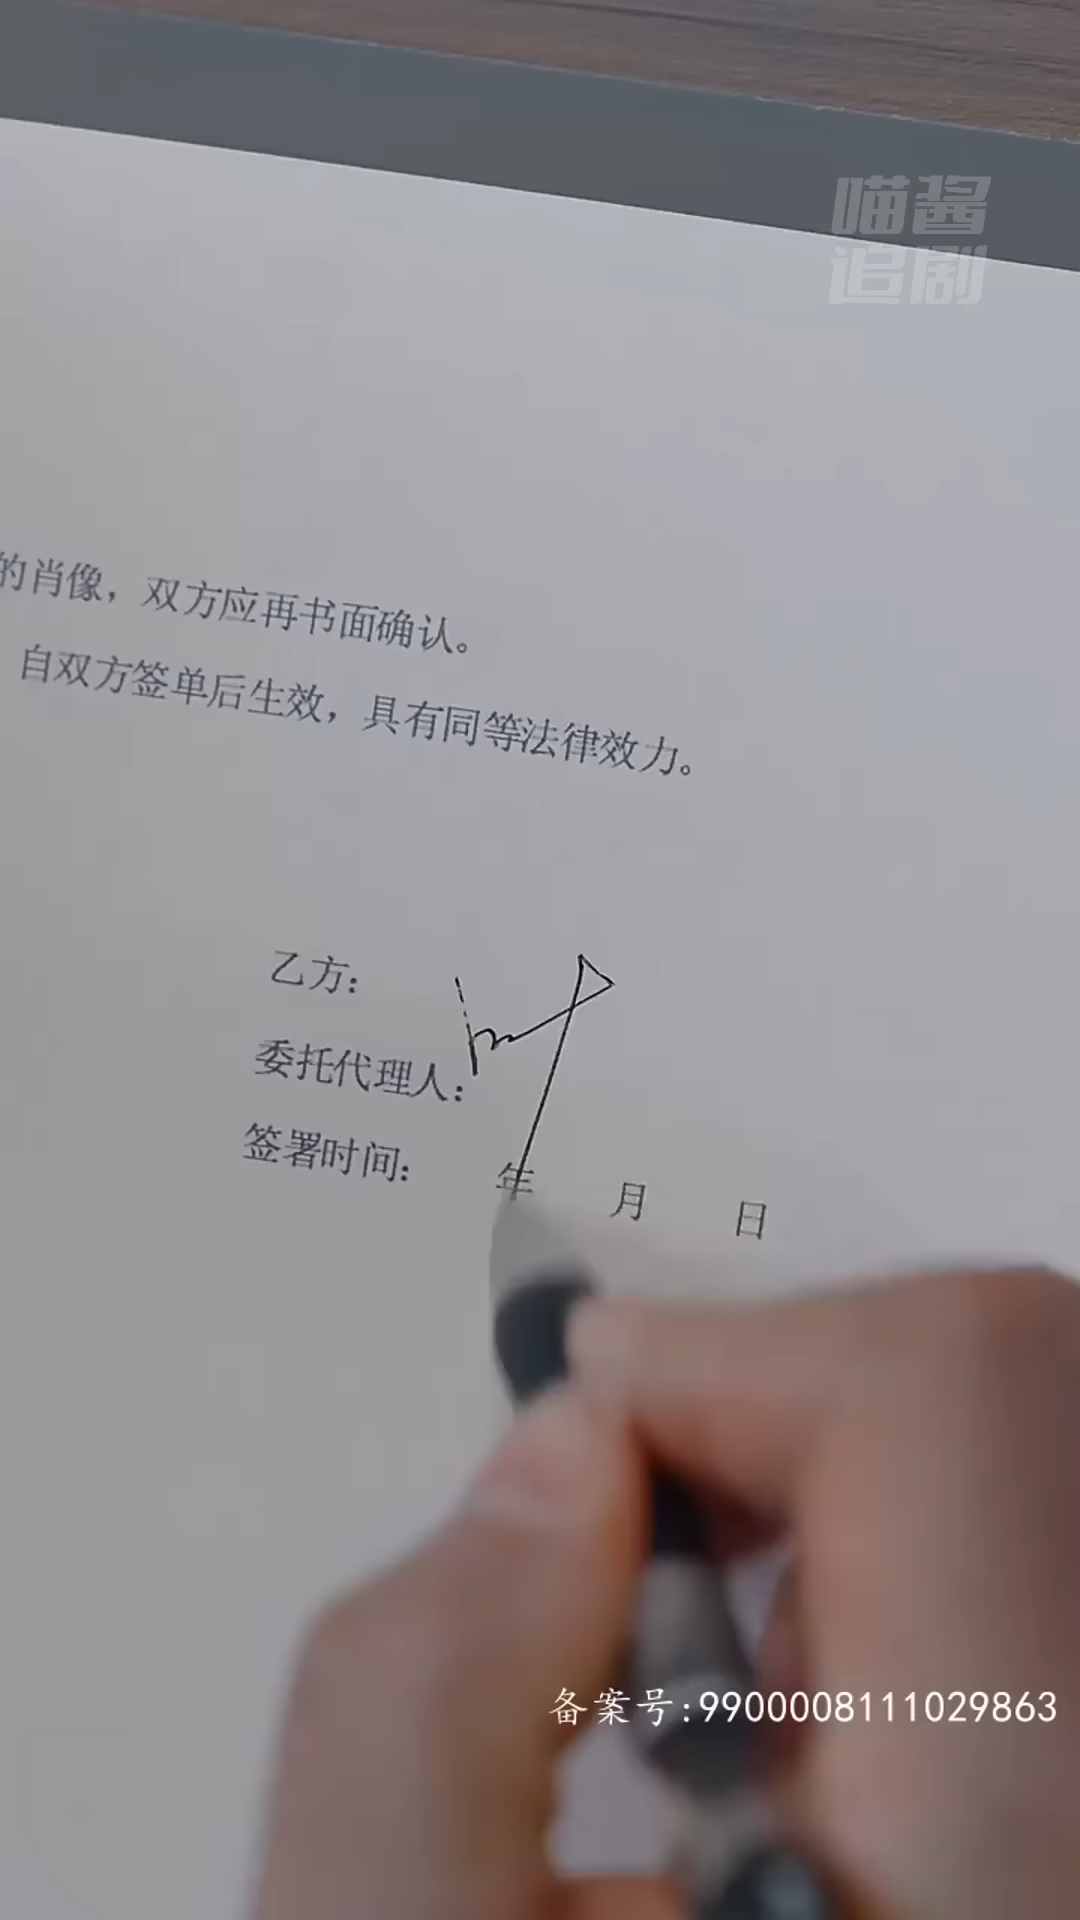 喵酱
追剧
的肖像，双方应再书面确认。
自双方签单后生效，具有同等法律效力。
乙方：
委托代理人：
签署时间： 年 月 日
备案号:9900008111029863